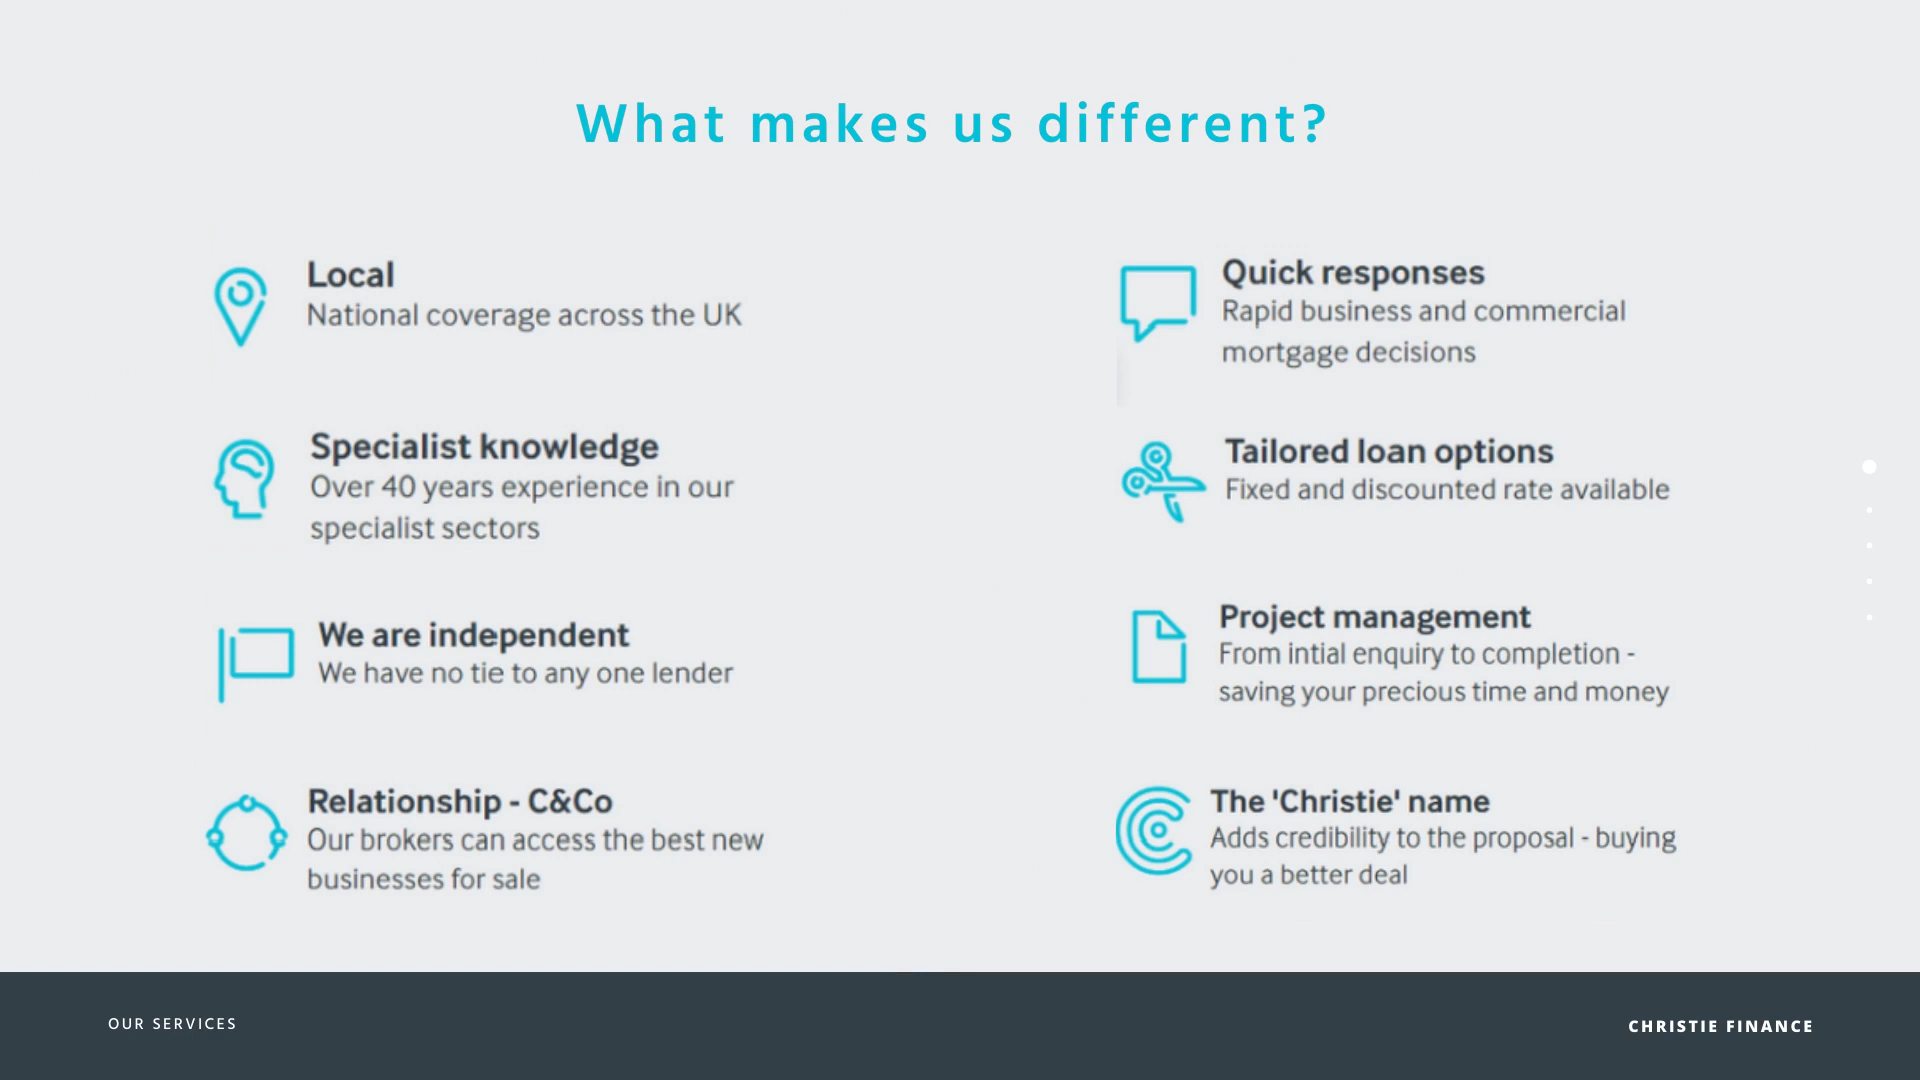 What makes us different?
Local
National coverage across the UK
Specialist knowledge
Over 40 years experience in our
specialist sectors
We are independent
We have no tie to any one lender
Relationship - C&Co
Our brokers can access the best new
businesses for sale
Quick responses
Rapid business and commercial
mortgage decisions
Tailored loan options
Fixed and discounted rate available
Project management
From intial enquiry to completion -
saving your precious time and money
The 'Christie' name
Adds credibility to the proposal - buying
you a better deal
OUR SERVICES
CHRISTIE FINANCE